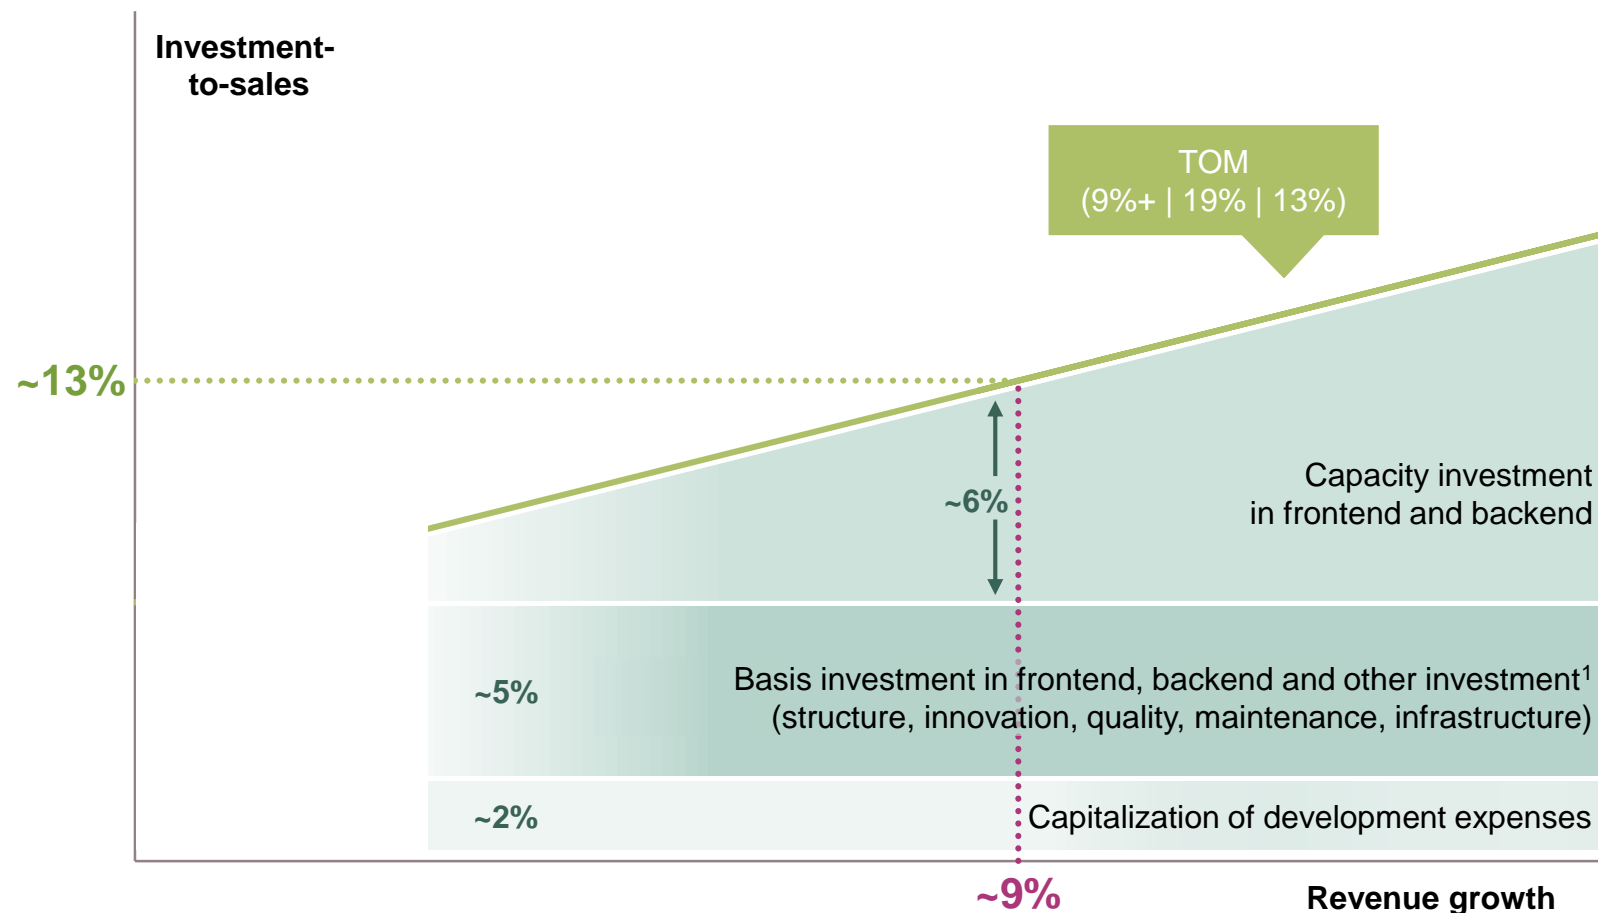 Investment-
to-sales
TOM
(9%+ | 19% | 13%)
~13%
~6%
Capacity investment
in frontend and backend
~5%
Basis investment in frontend, backend and other investment¹
(structure, innovation, quality, maintenance, infrastructure)
~2%
Capitalization of development expenses
~9%
Revenue growth